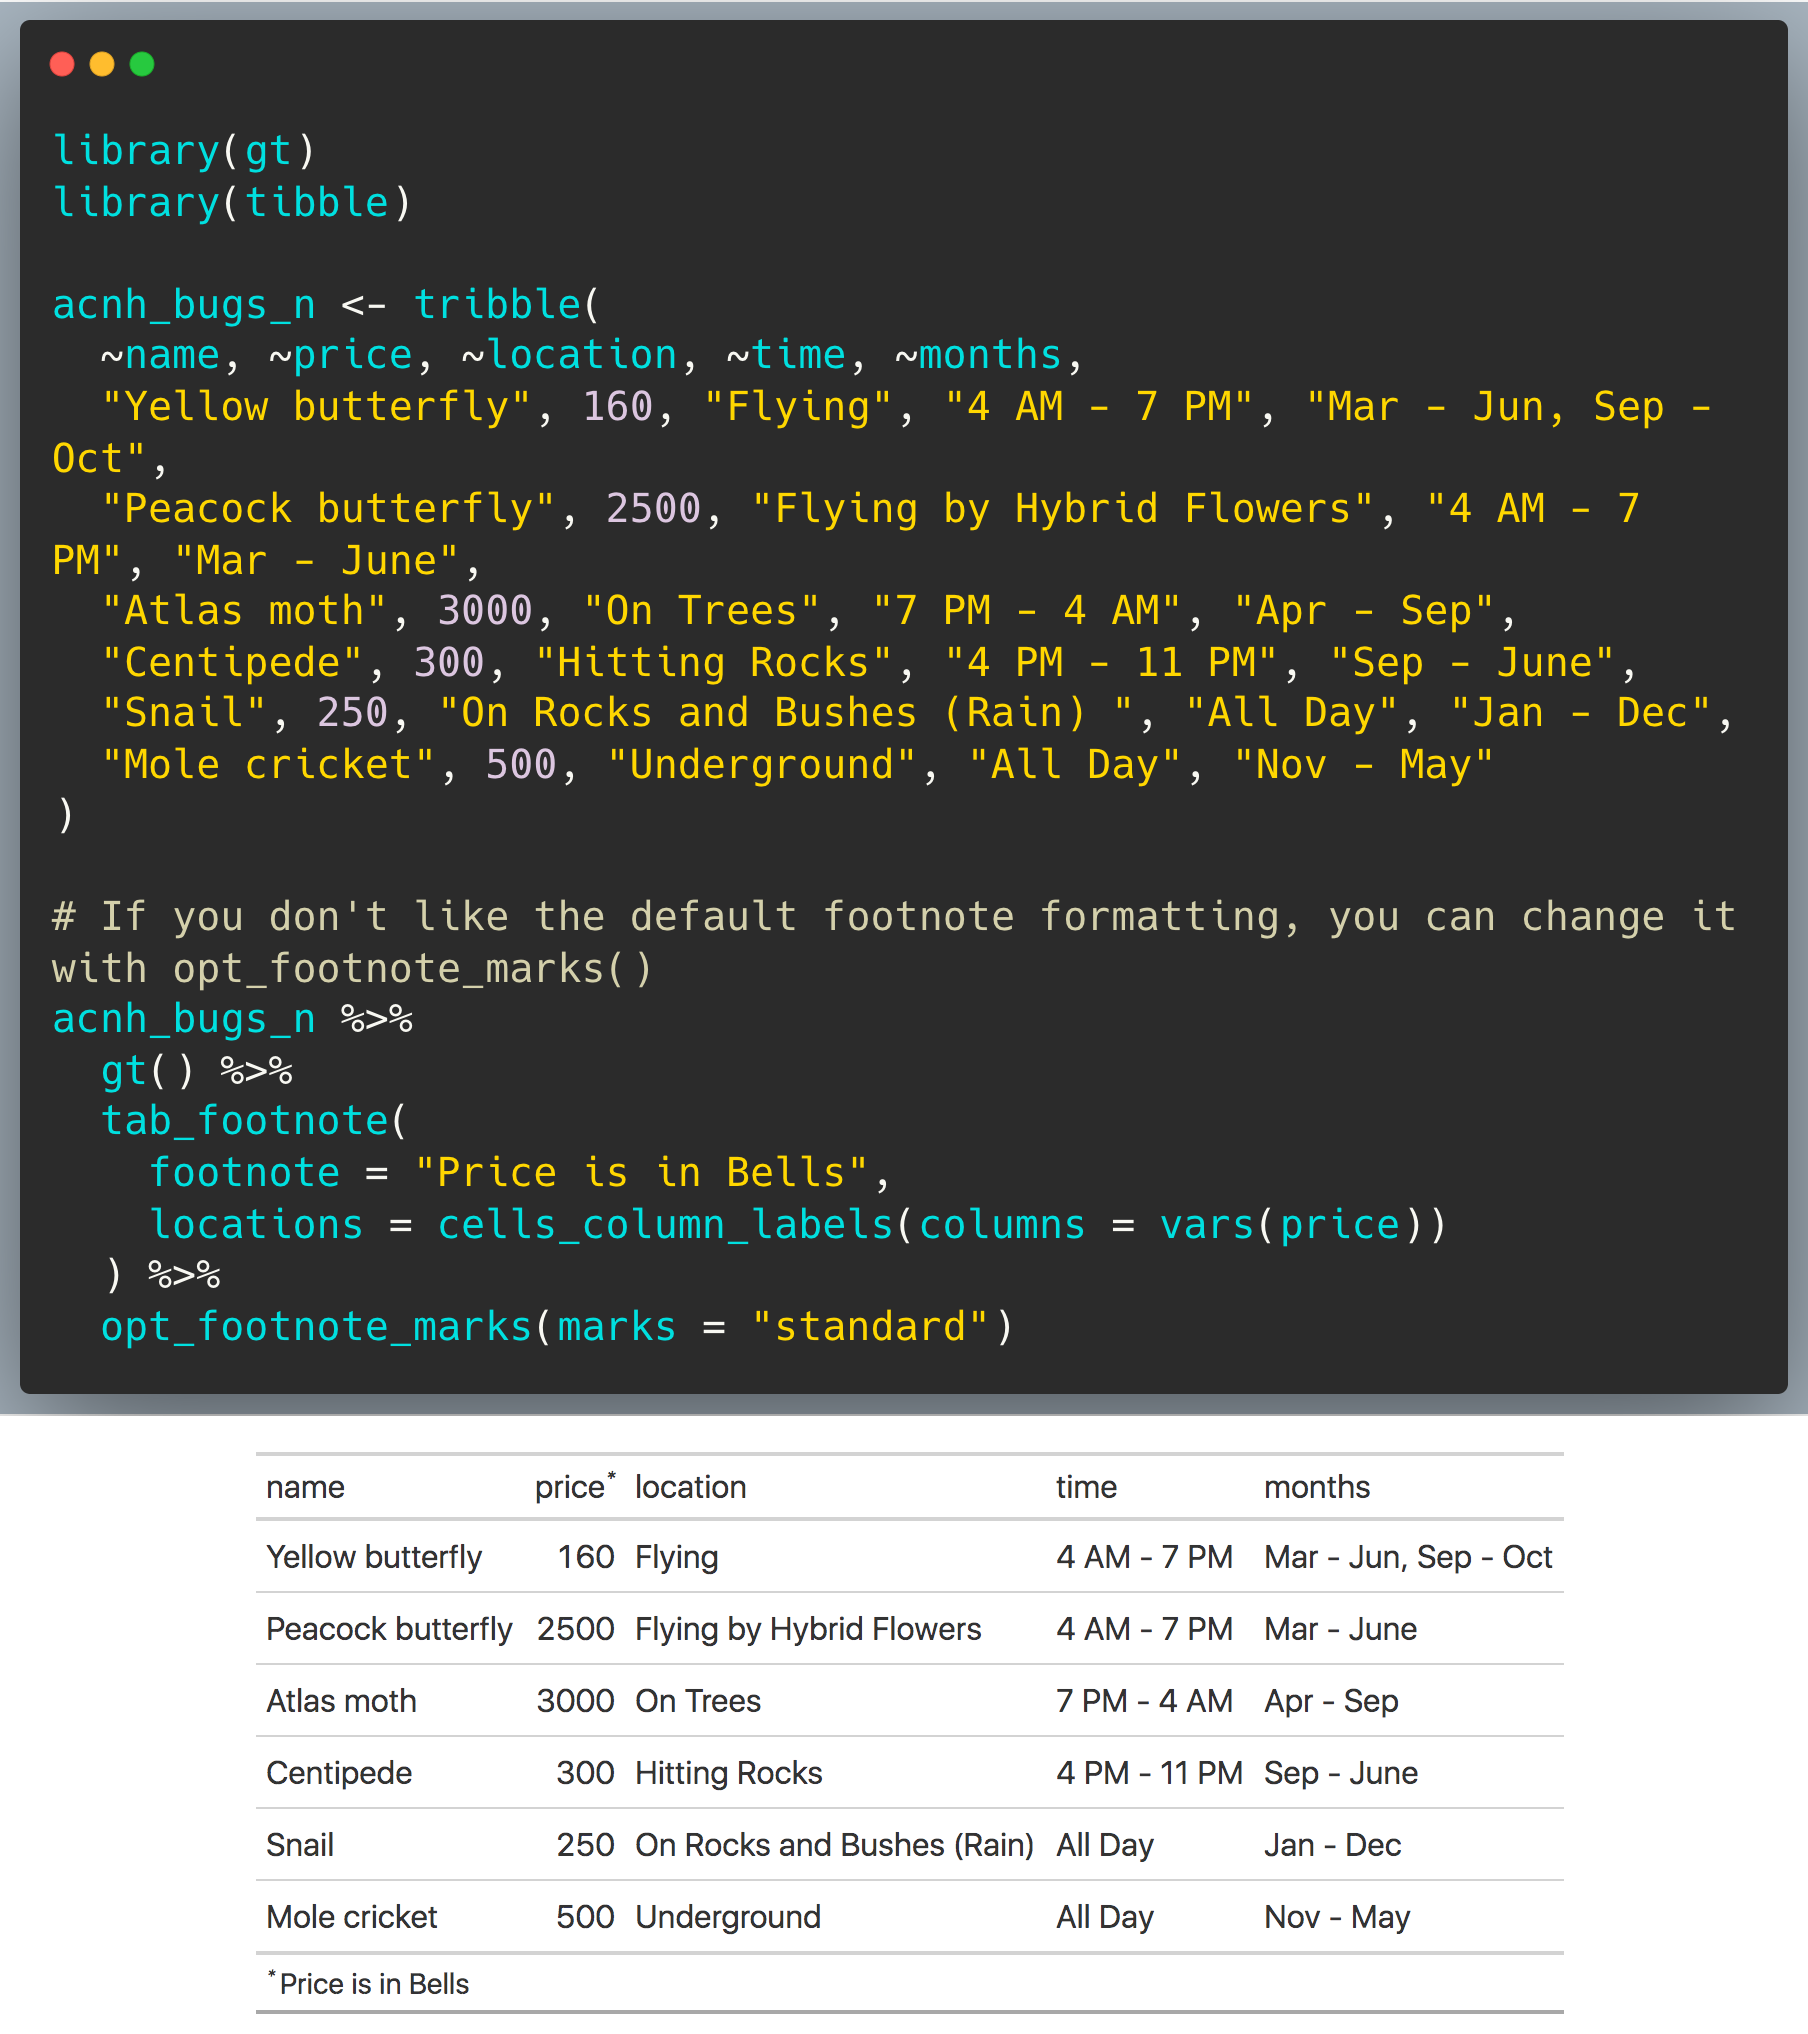 library(gt)
library(tibble)
acnh_bugs_n <- tribble(
  ~name, ~price, ~location, ~time, ~months,
  "Yellow butterfly", 160, "Flying", "4 AM - 7 PM", "Mar - Jun, Sep -
Oct",
  "Peacock butterfly", 2500, "Flying by Hybrid Flowers", "4 AM - 7
PM", "Mar - June",
  "Atlas moth", 3000, "On Trees", "7 PM - 4 AM", "Apr - Sep",
  "Centipede", 300, "Hitting Rocks", "4 PM - 11 PM", "Sep - June",
  "Snail", 250, "On Rocks and Bushes (Rain) ", "All Day", "Jan - Dec",
  "Mole cricket", 500, "Underground", "All Day", "Nov - May"
)
# If you don't like the default footnote formatting, you can change it
with opt_footnote_marks()
acnh_bugs_n %>%
  gt() %>%
  tab_footnote(
    footnote = "Price is in Bells",
    locations = cells_column_labels(columns = vars(price))
  ) %>%
  opt_footnote_marks(marks = "standard")
name price* location time months
Yellow butterfly 160 Flying 4 AM - 7 PM Mar - Jun, Sep - Oct
Peacock butterfly 2500 Flying by Hybrid Flowers 4 AM - 7 PM Mar - June
Atlas moth 3000 On Trees 7 PM - 4 AM Apr - Sep
Centipede 300 Hitting Rocks 4 PM - 11 PM Sep - June
Snail 250 On Rocks and Bushes (Rain) All Day Jan - Dec
Mole cricket 500 Underground All Day Nov - May
*Price is in Bells